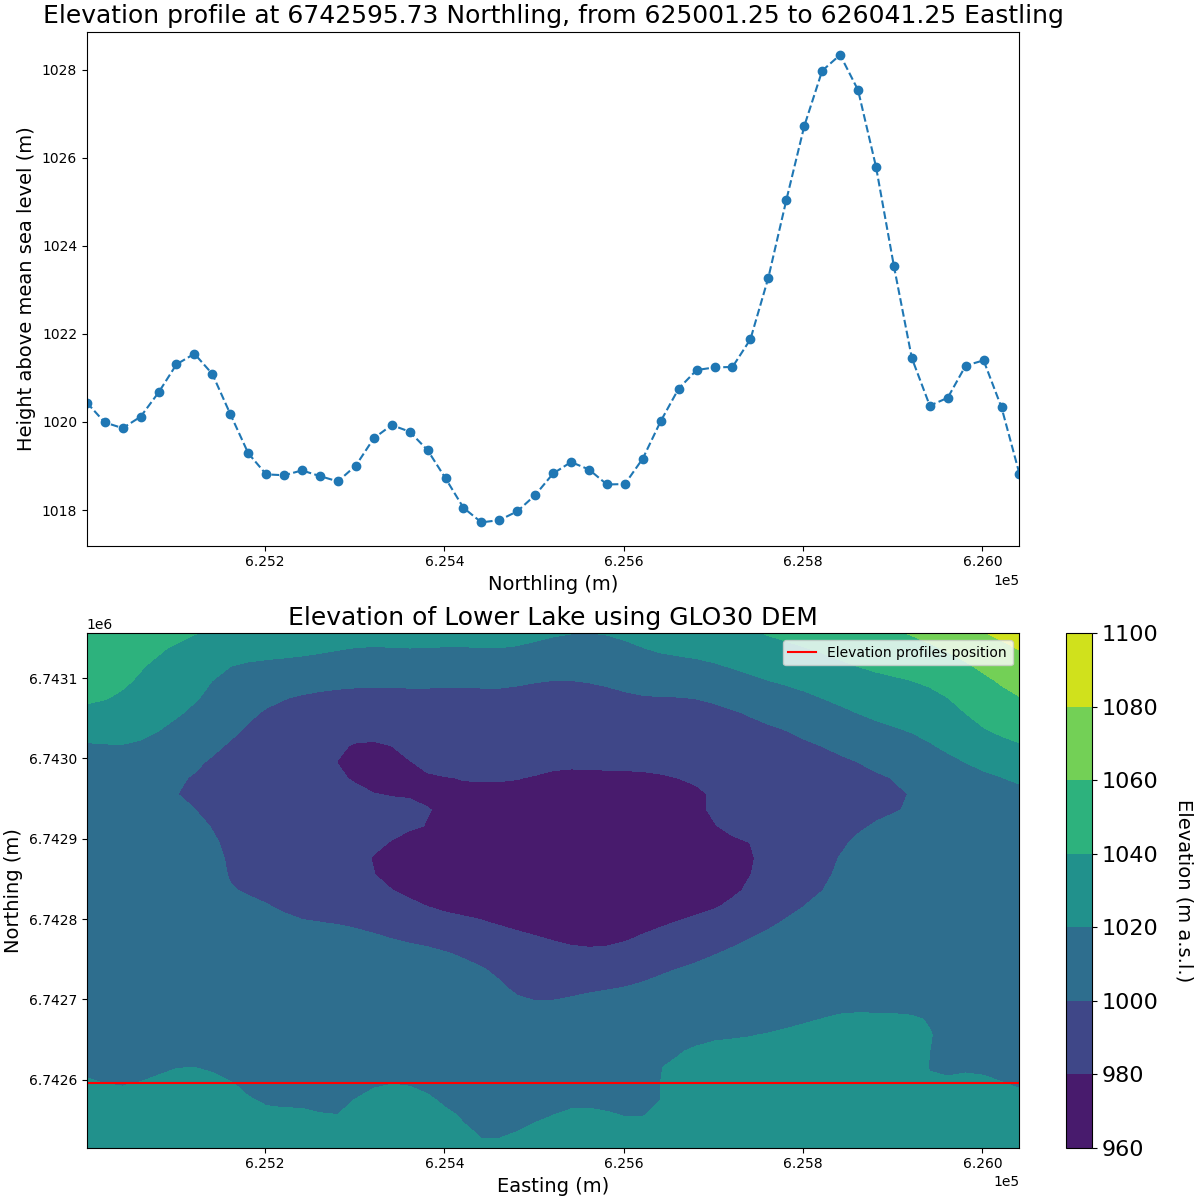 Elevation profile at 6742595.73 Northling, from 625001.25 to 626041.25 Eastling
Height above mean sea level (m)
1028
1026
1024
1022
1020
1018
6.252 6.254 6.256 6.258 6.260
1e5
Northling (m)
Elevation of Lower Lake using GLO30 DEM
1e6
Elevation profiles position
Northing (m)
6.7431
6.7430
6.7429
6.7428
6.7427
6.7426
6.252 6.254 6.256 6.258 6.260
1e5
Easting (m)
1100
1080
1060
1040
1020
1000
980
960
Elevation (m a.s.l.)